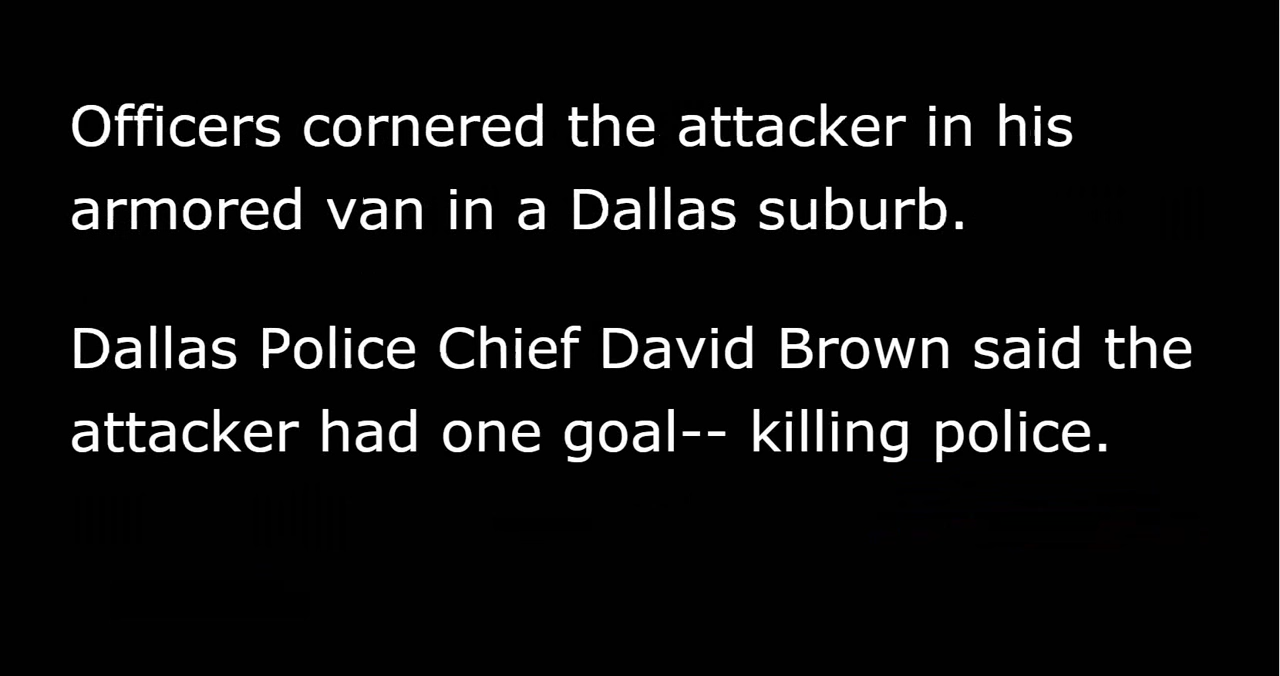 Officers cornered the attacker in his
armored van in a Dallas suburb.
Dallas Police Chief David Brown said the
attacker had one goal-- killing police.